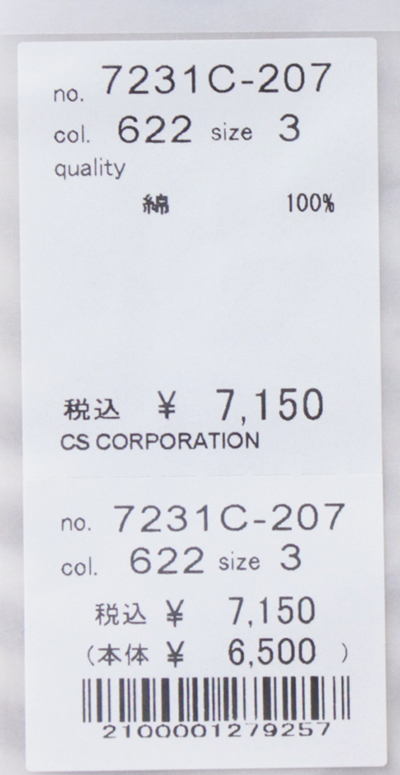 no. 7231C-207
col. 622 size 3
quality
綿 100%
税込 ¥ 7,150
CS CORPORATION
no. 7231C-207
col. 622 size 3
税込 ¥ 7,150
(本体 ¥ 6,500 )
2100001279257